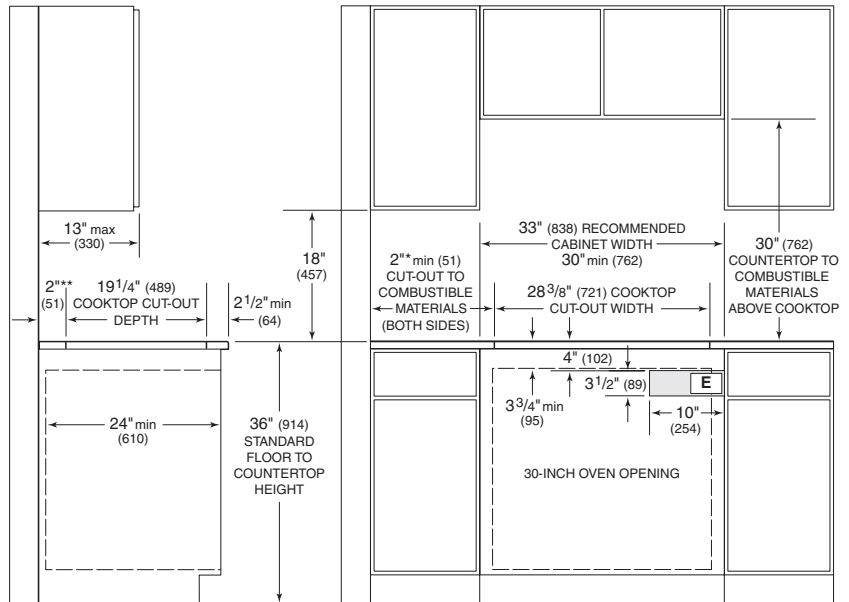 13" max
(330)
2"**
(51)
19 1/4" (489)
COOKTOP CUT-OUT
DEPTH
2 1/2" min
(64)
18"
(457)
24" min
(610)
36" (914)
STANDARD
FLOOR TO
COUNTERTOP
HEIGHT
33" (838) RECOMMENDED
CABINET WIDTH
30" min (762)
2"* min (51)
CUT-OUT TO
COMBUSTIBLE
MATERIALS
(BOTH SIDES)
28 3/8" (721) COOKTOP
CUT-OUT WIDTH
30" (762)
COUNTERTOP TO
COMBUSTIBLE
MATERIALS
ABOVE COOKTOP
4" (102)
3 1/2" (89)
E
3 3/4" min
(95)
10"
(254)
30-INCH OVEN OPENING